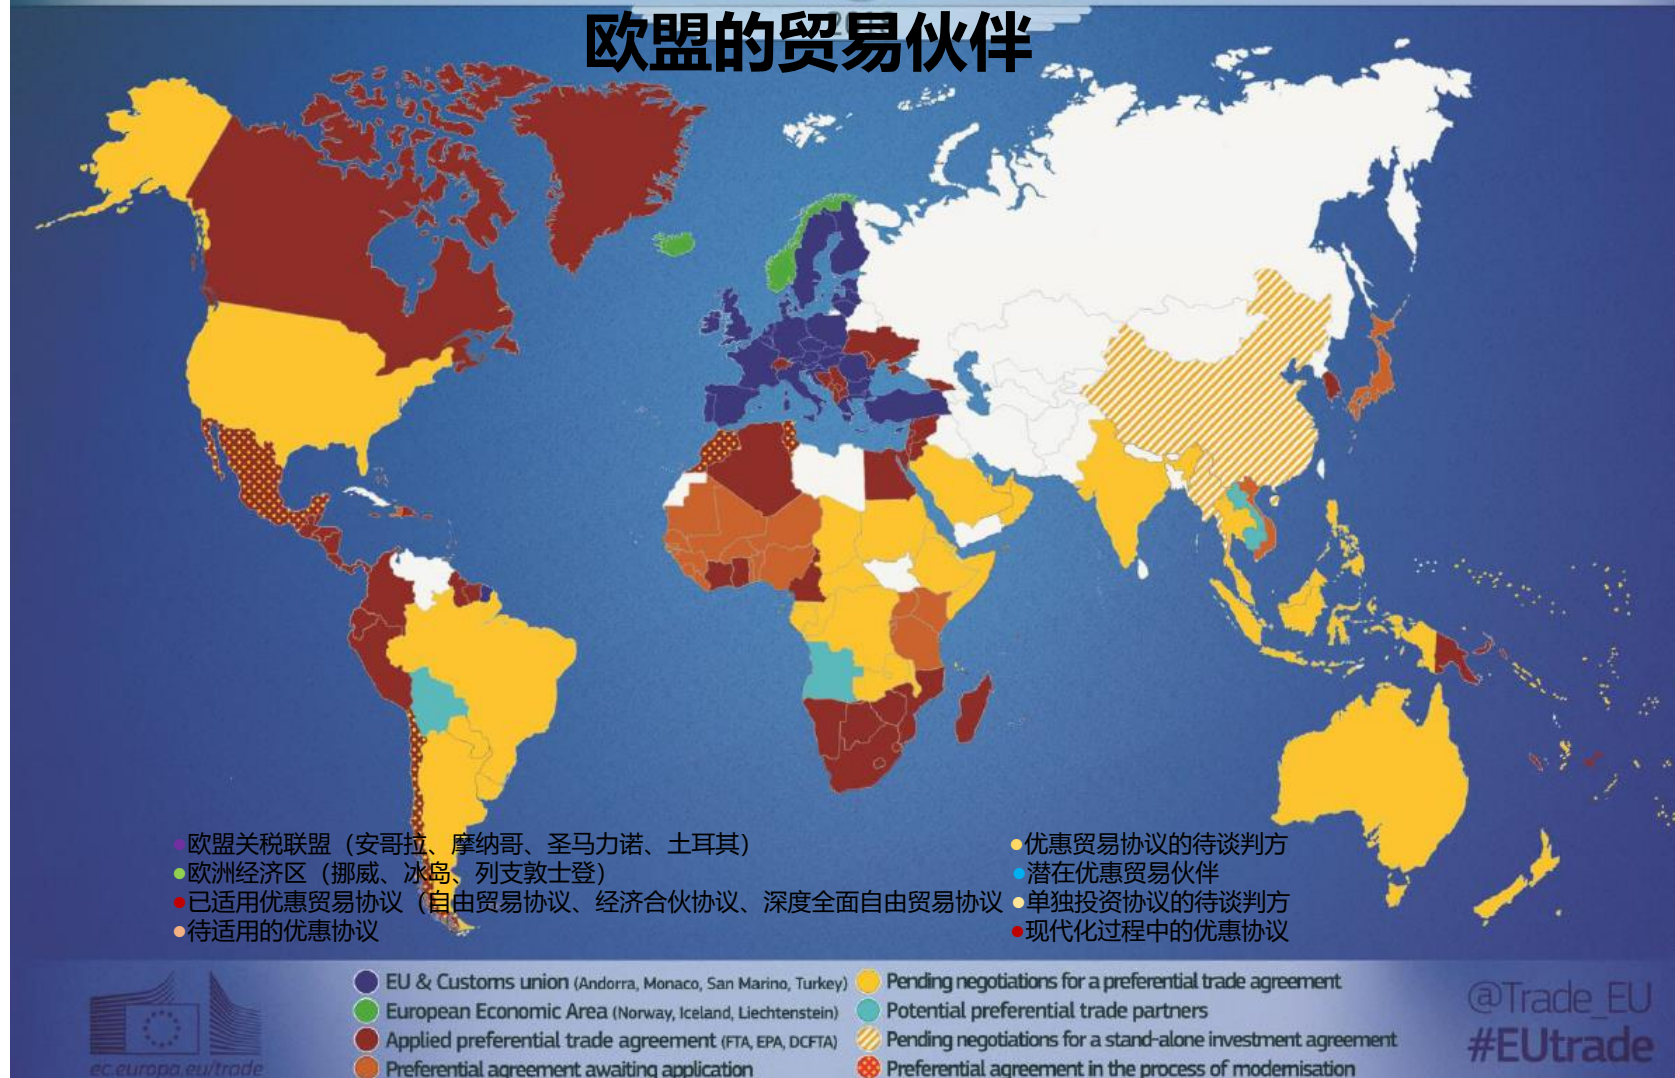 欧盟的贸易伙伴
欧盟关税联盟（安哥拉、摩纳哥、圣马力诺、土耳其）
欧洲经济区（挪威、冰岛、列支敦士登）
已适用优惠贸易协议（自由贸易协议、经济合伙协议、深度全面自由贸易协议
待适用的优惠协议
优惠贸易协议的待谈判方
潜在优惠贸易伙伴
单独投资协议的待谈判方
现代化过程中的优惠协议
EU & Customs union (Andorra, Monaco, San Marino, Turkey)
European Economic Area (Norway, Iceland, Liechtenstein)
Applied preferential trade agreement (FTA, EPA, DCFTA)
Preferential agreement awaiting application
Pending negotiations for a preferential trade agreement
Potential preferential trade partners
Pending negotiations for a stand-alone investment agreement
Preferential agreement in the process of modernisation
ec.europa.eu/trade
@Trade_EU
#EUtrade